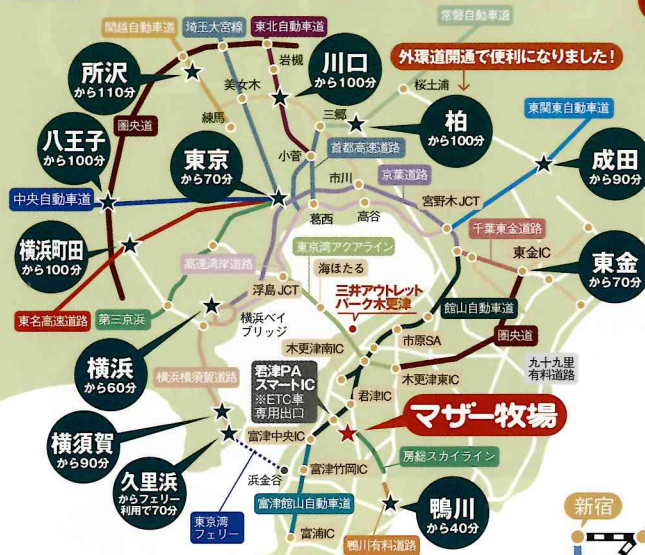 関越自動車道
埼玉大宮線
東北自動車道
常磐自動車道
所沢
から110分
岩槻
川口
から100分
外環道開通で便利になりました!
美女木
桜土浦
練馬
三郷
柏
から100分
東関東自動車道
八王子
から100分
圏央道
東京
から70分
小菅
首都高速道路
成田
から90分
市川
京葉道路
中央自動車道
葛西
高谷
宮野木JCT
千葉東金道路
横浜町田
から100分
東京湾アクアライン
東金IC
高速湾岸道路
海ほたる
東金
から70分
浮島JCT
三井アウトレット
パーク木更津
館山自動車道
東名高速道路
第三京浜
横浜ベイ
ブリッジ
市原SA
圏央道
横浜
から60分
木更津南IC
九十九里
有料道路
君津PA
スマートIC
※ETC車
専用出口
木更津東IC
横浜横須賀道路
君津IC
マザー牧場
横須賀
から90分
富津中央IC
房総スカイライン
久里浜
からフェリー
利用で70分
浜金谷
富津竹岡IC
東京湾
フェリー
富津館山自動車道
鴨川
から40分
新宿
富浦IC
鴨川有料道路